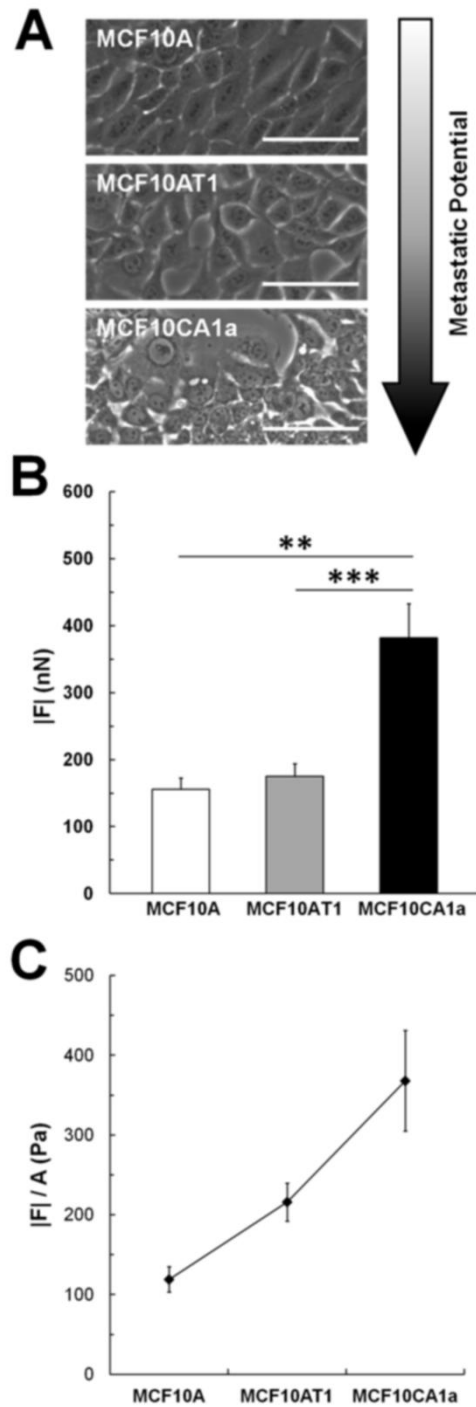 A
MCF10A
MCF10AT1
MCF10CA1a
Metastatic Potential
B
600
500
400
300
200
100
0
|F| (nN)
**
***
MCF10A
MCF10AT1
MCF10CA1a
C
500
400
300
200
100
0
|F| / A (Pa)
MCF10A
MCF10AT1
MCF10CA1a